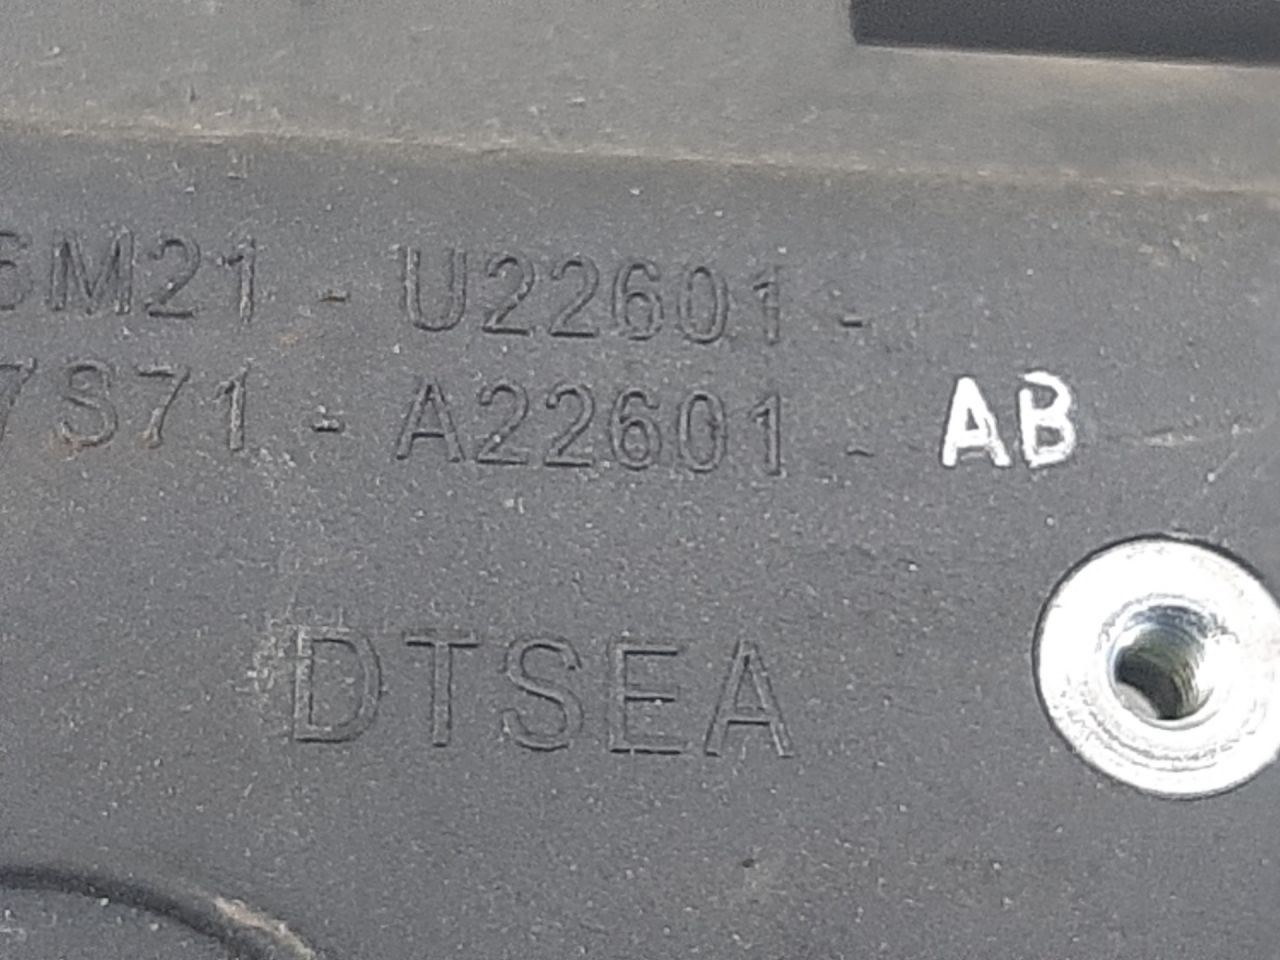 6M21 - U22601 -
7S71 - A22601 - AB
DTSEA